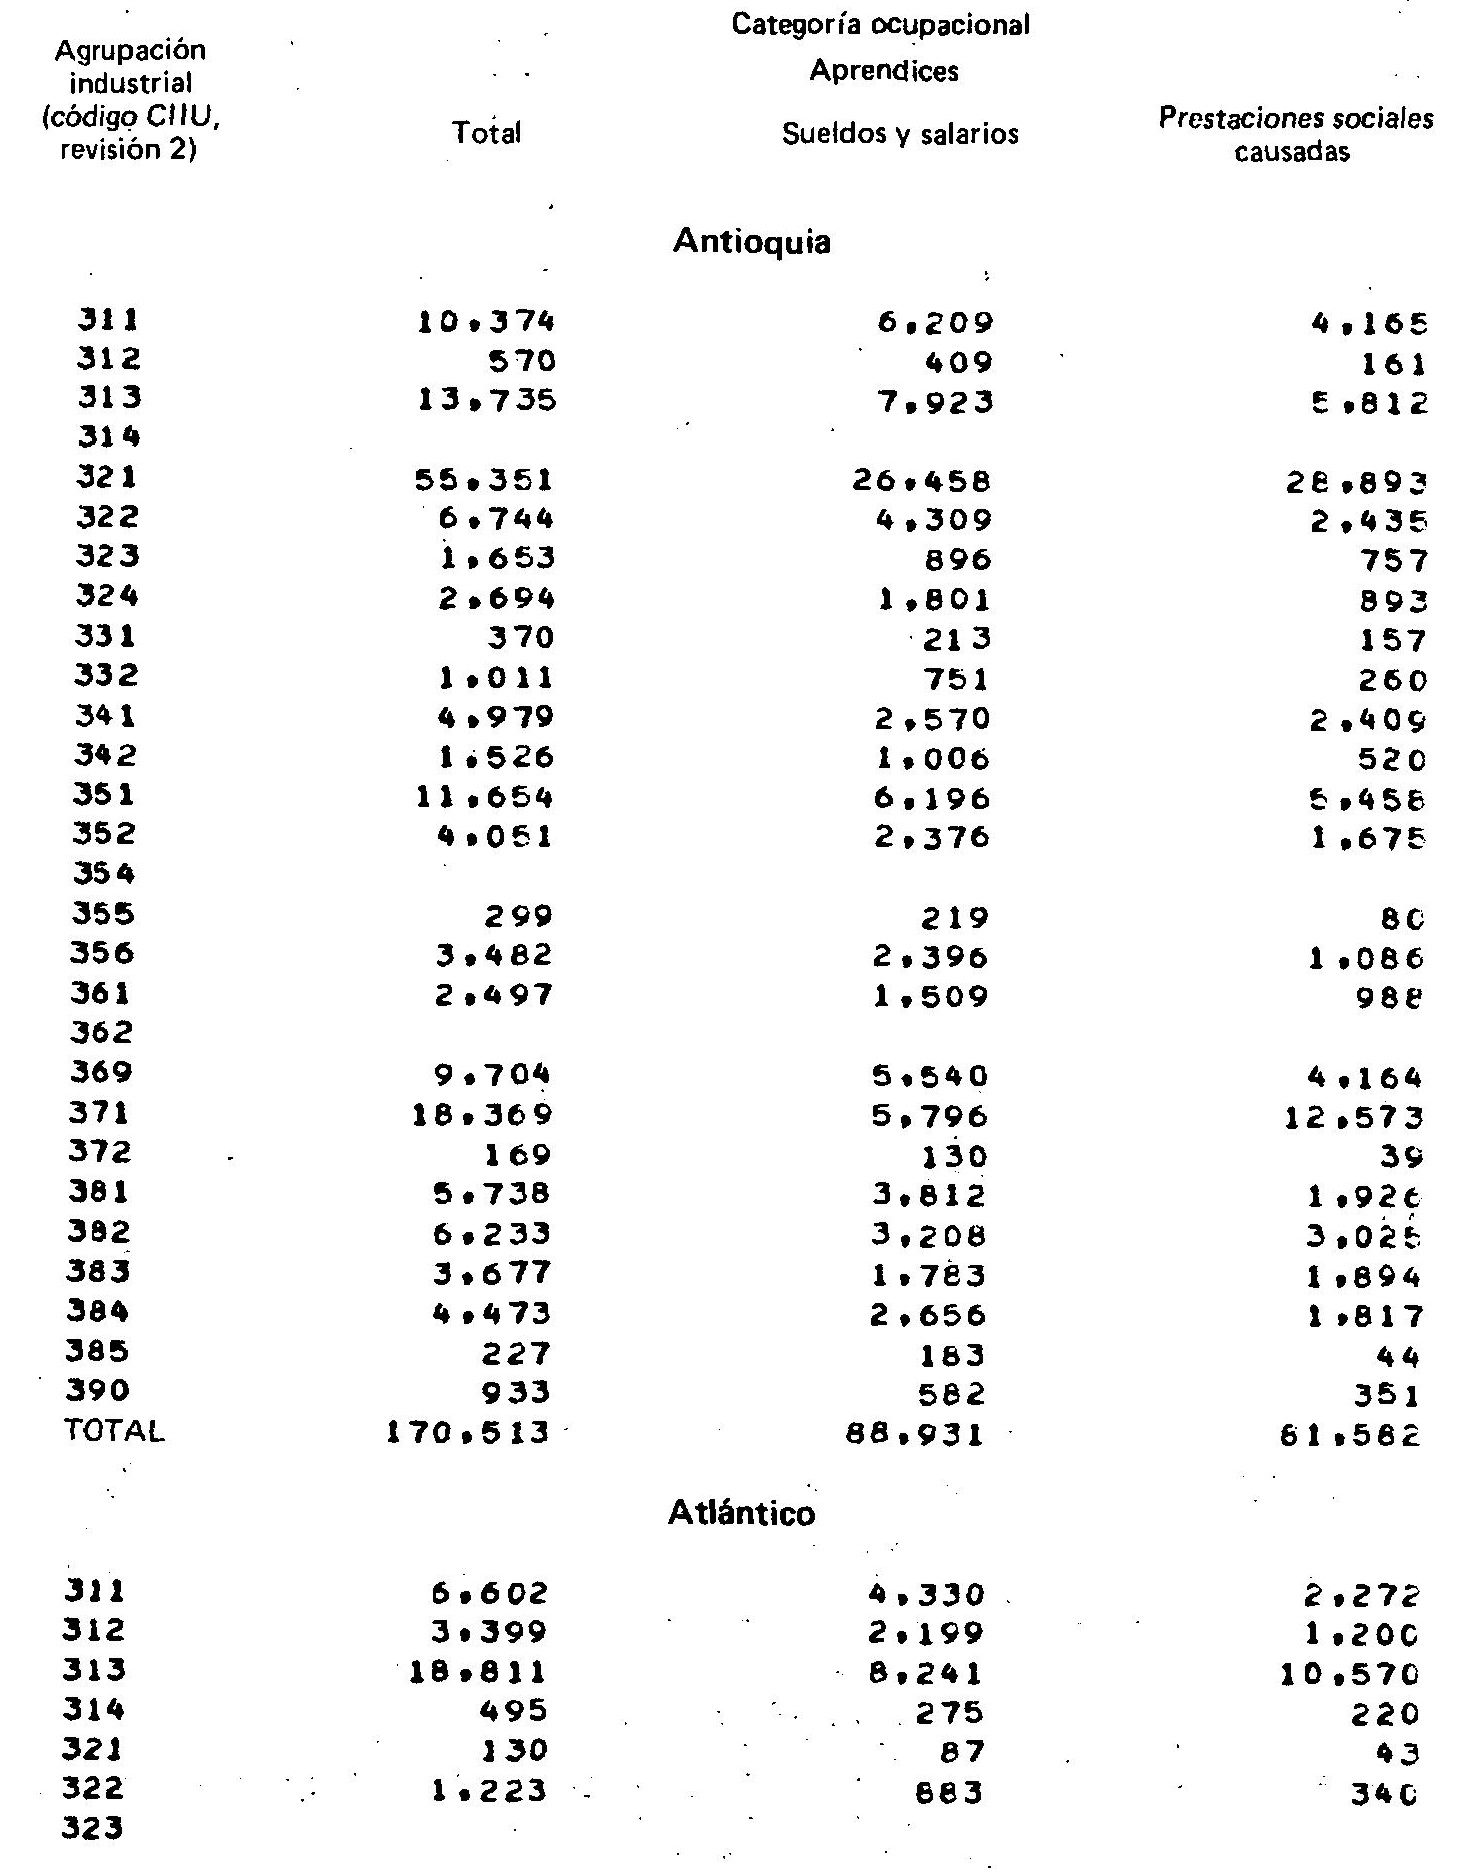 Categoría ocupacional
Agrupación
industrial
(código CIIU,
revisión 2)
Aprendices
Total Sueldos y salarios Prestaciones sociales
causadas
Antioquia
311 10.374 6.209 4.165
312 570 409 161
313 13.735 7.923 5.812
314
321 55.351 26.458 28.893
322 6.744 4.309 2.435
323 1.653 896 757
324 2.694 1.801 893
331 370 213 157
332 1.011 751 260
341 4.979 2.570 2.409
342 1.526 1.006 520
351 11.654 6.196 5.458
352 4.051 2.376 1.675
354
355 299 219 80
356 3.482 2.396 1.086
361 2.497 1.509 988
362
369 9.704 5.540 4.164
371 18.369 5.796 12.573
372 169 130 39
381 5.738 3.812 1.926
382 6.233 3.208 3.025
383 3.677 1.783 1.894
384 4.473 2.656 1.817
385 227 183 44
390 933 582 351
TOTAL 170.513 88.931 81.582
Atlántico
311 6.602 4.330 2.272
312 3.399 2.199 1.200
313 18.811 8.241 10.570
314 495 275 220
321 130 87 43
322 1.223 883 340
323